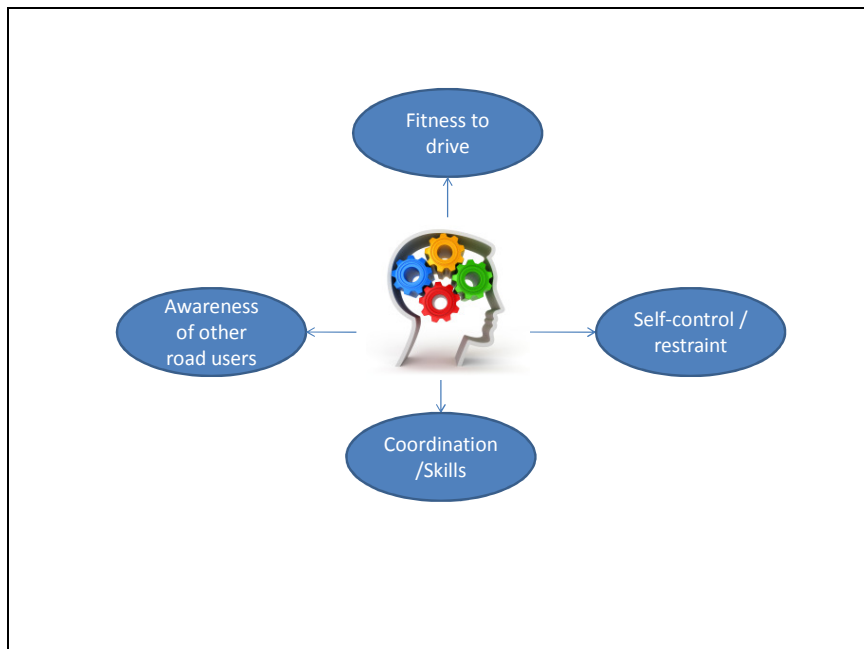 Fitness to
drive
Awareness
of other
road users
Self-control /
restraint
Coordination
/Skills